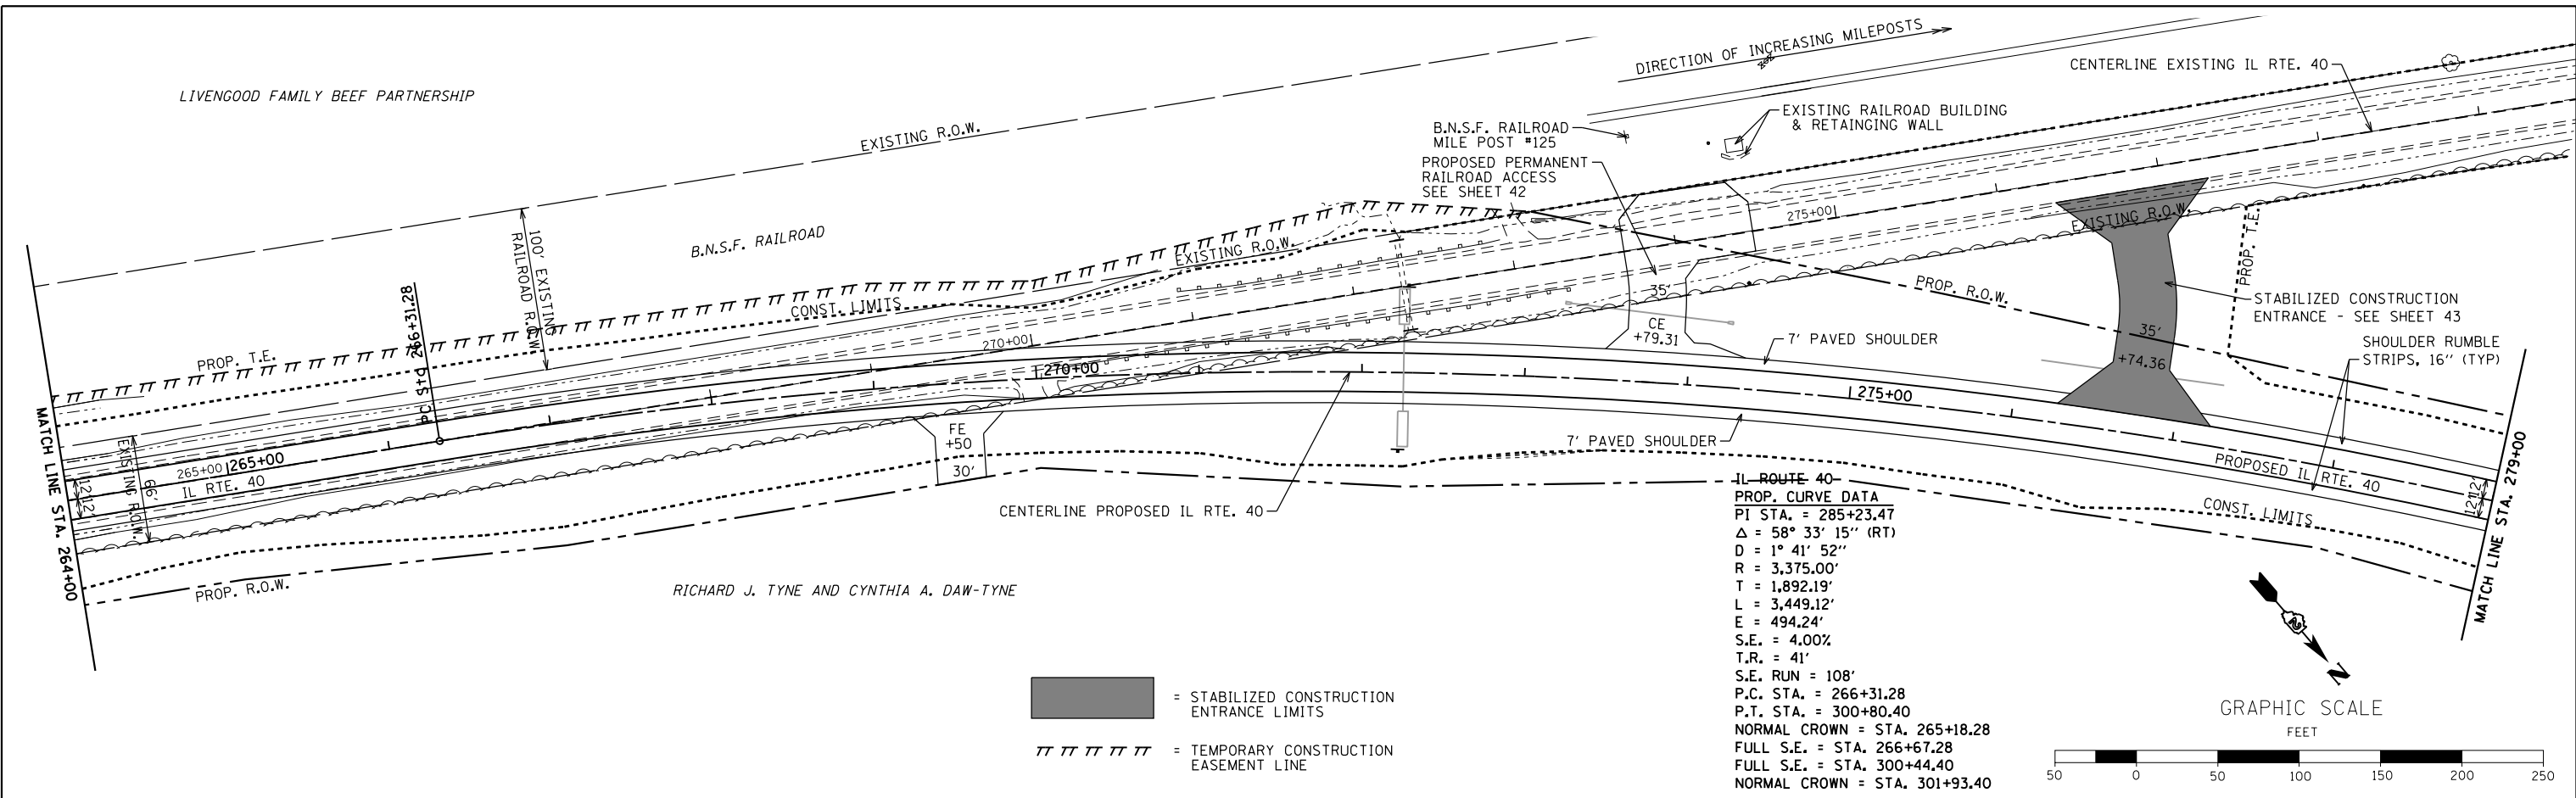 LIVENGOOD FAMILY BEEF PARTNERSHIP
EXISTING R.O.W.
DIRECTION OF INCREASING MILEPOSTS
CENTERLINE EXISTING IL RTE. 40
EXISTING RAILROAD BUILDING
& RETAINGING WALL
B.N.S.F. RAILROAD
MILE POST #125
PROPOSED PERMANENT
RAILROAD ACCESS
SEE SHEET 42
100' EXISTING
RAILROAD R.O.W.
B.N.S.F. RAILROAD
EXISTING R.O.W.
275+00
EXISTING R.O.W.
PROP. T.E.
PROP. R.O.W.
STABILIZED CONSTRUCTION
ENTRANCE - SEE SHEET 43
CONST. LIMITS
PROP. T.E.
PC Sta 266+31.28
270+00
270+00
35'
CE
+79.31
7' PAVED SHOULDER
35'
+74.36
SHOULDER RUMBLE
STRIPS, 16" (TYP)
MATCH LINE STA. 264+00
12' 12'
EXISTING R.O.W.
66'
265+00
265+00
IL RTE. 40
FE
+50
30'
275+00
7' PAVED SHOULDER
PROPOSED IL RTE. 40
12' 12'
MATCH LINE STA. 279+00
CENTERLINE PROPOSED IL RTE. 40
CONST. LIMITS
PROP. R.O.W.
RICHARD J. TYNE AND CYNTHIA A. DAW-TYNE
IL ROUTE 40
PROP. CURVE DATA
PI STA. = 285+23.47
Δ = 58° 33' 15" (RT)
D = 1° 41' 52"
R = 3,375.00'
T = 1,892.19'
L = 3,449.12'
E = 494.24'
S.E. = 4.00%
T.R. = 41'
S.E. RUN = 108'
P.C. STA. = 266+31.28
P.T. STA. = 300+80.40
NORMAL CROWN = STA. 265+18.28
FULL S.E. = STA. 266+67.28
FULL S.E. = STA. 300+44.40
NORMAL CROWN = STA. 301+93.40
= STABILIZED CONSTRUCTION
ENTRANCE LIMITS
= TEMPORARY CONSTRUCTION
EASEMENT LINE
N
GRAPHIC SCALE
FEET
50 0 50 100 150 200 250